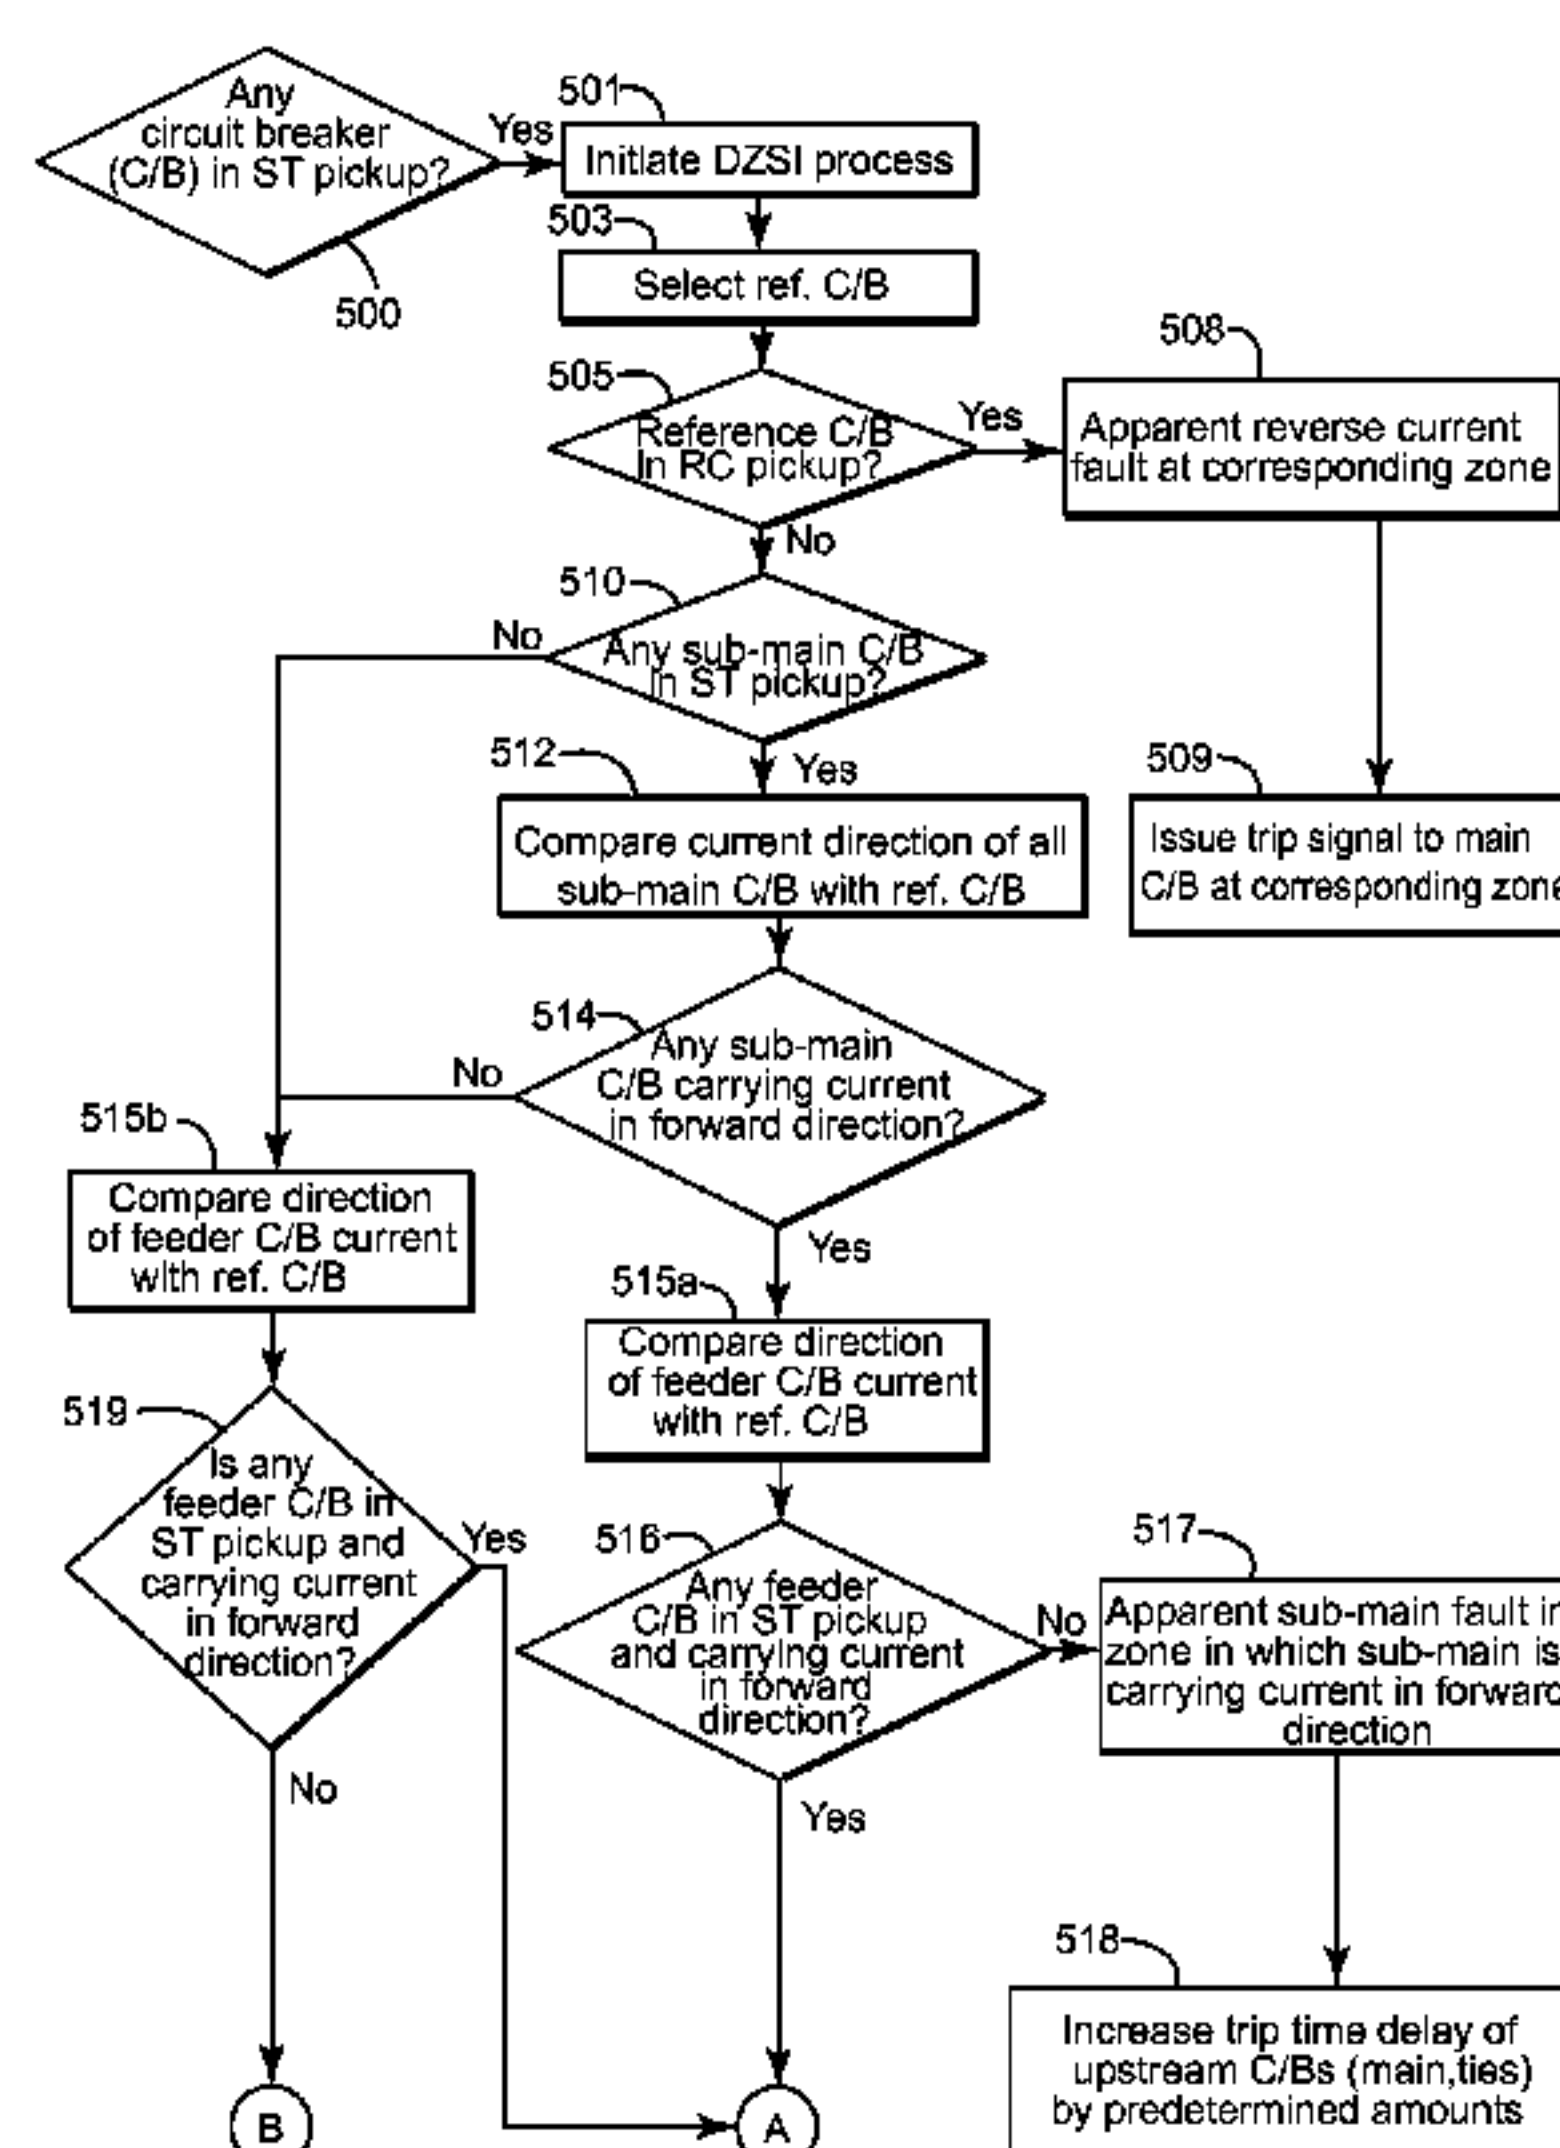 Any
circuit breaker
(C/B) in ST pickup?
500
Yes
501
Initiate DZSI process
503
Select ref. C/B
505
Reference C/B
in RC pickup?
Yes
508
Apparent reverse current
fault at corresponding zone
509
Issue trip signal to main
C/B at corresponding zone
No
510
Any sub-main C/B
in ST pickup?
No
Yes
512
Compare current direction of all
sub-main C/B with ref. C/B
514
Any sub-main
C/B carrying current
in forward direction?
No
Yes
515b
Compare direction
of feeder C/B current
with ref. C/B
515a
Compare direction
of feeder C/B current
with ref. C/B
519
Is any
feeder C/B in
ST pickup and
carrying current
in forward
direction?
Yes
No
516
Any feeder
C/B in ST pickup
and carrying current
in forward
direction?
No
Yes
517
Apparent sub-main fault in
zone in which sub-main is
carrying current in forward
direction
518
Increase trip time delay of
upstream C/Bs (main,ties)
by predetermined amounts
B
A